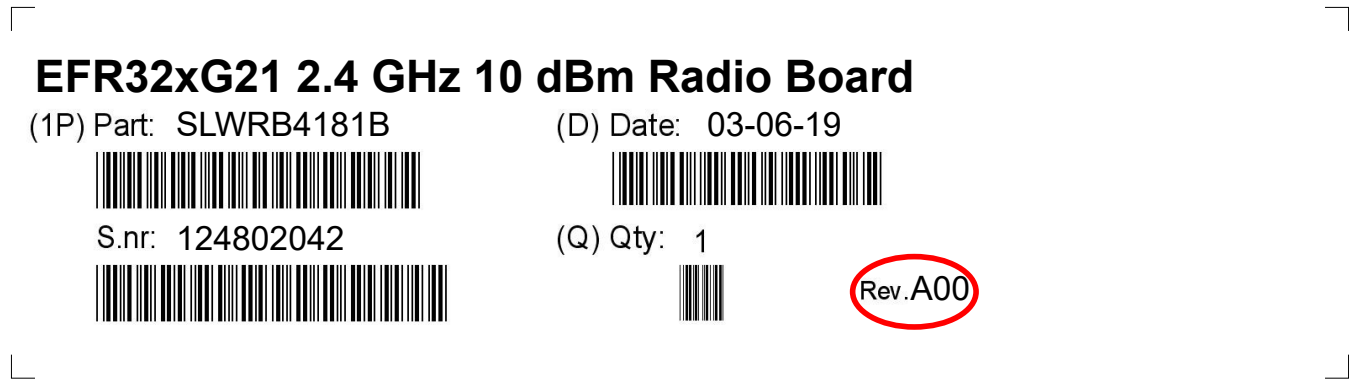 EFR32xG21 2.4 GHz 10 dBm Radio Board
(1P) Part: SLWRB4181B (D) Date: 03-06-19
S.nr: 124802042 (Q) Qty: 1
Rev.A00